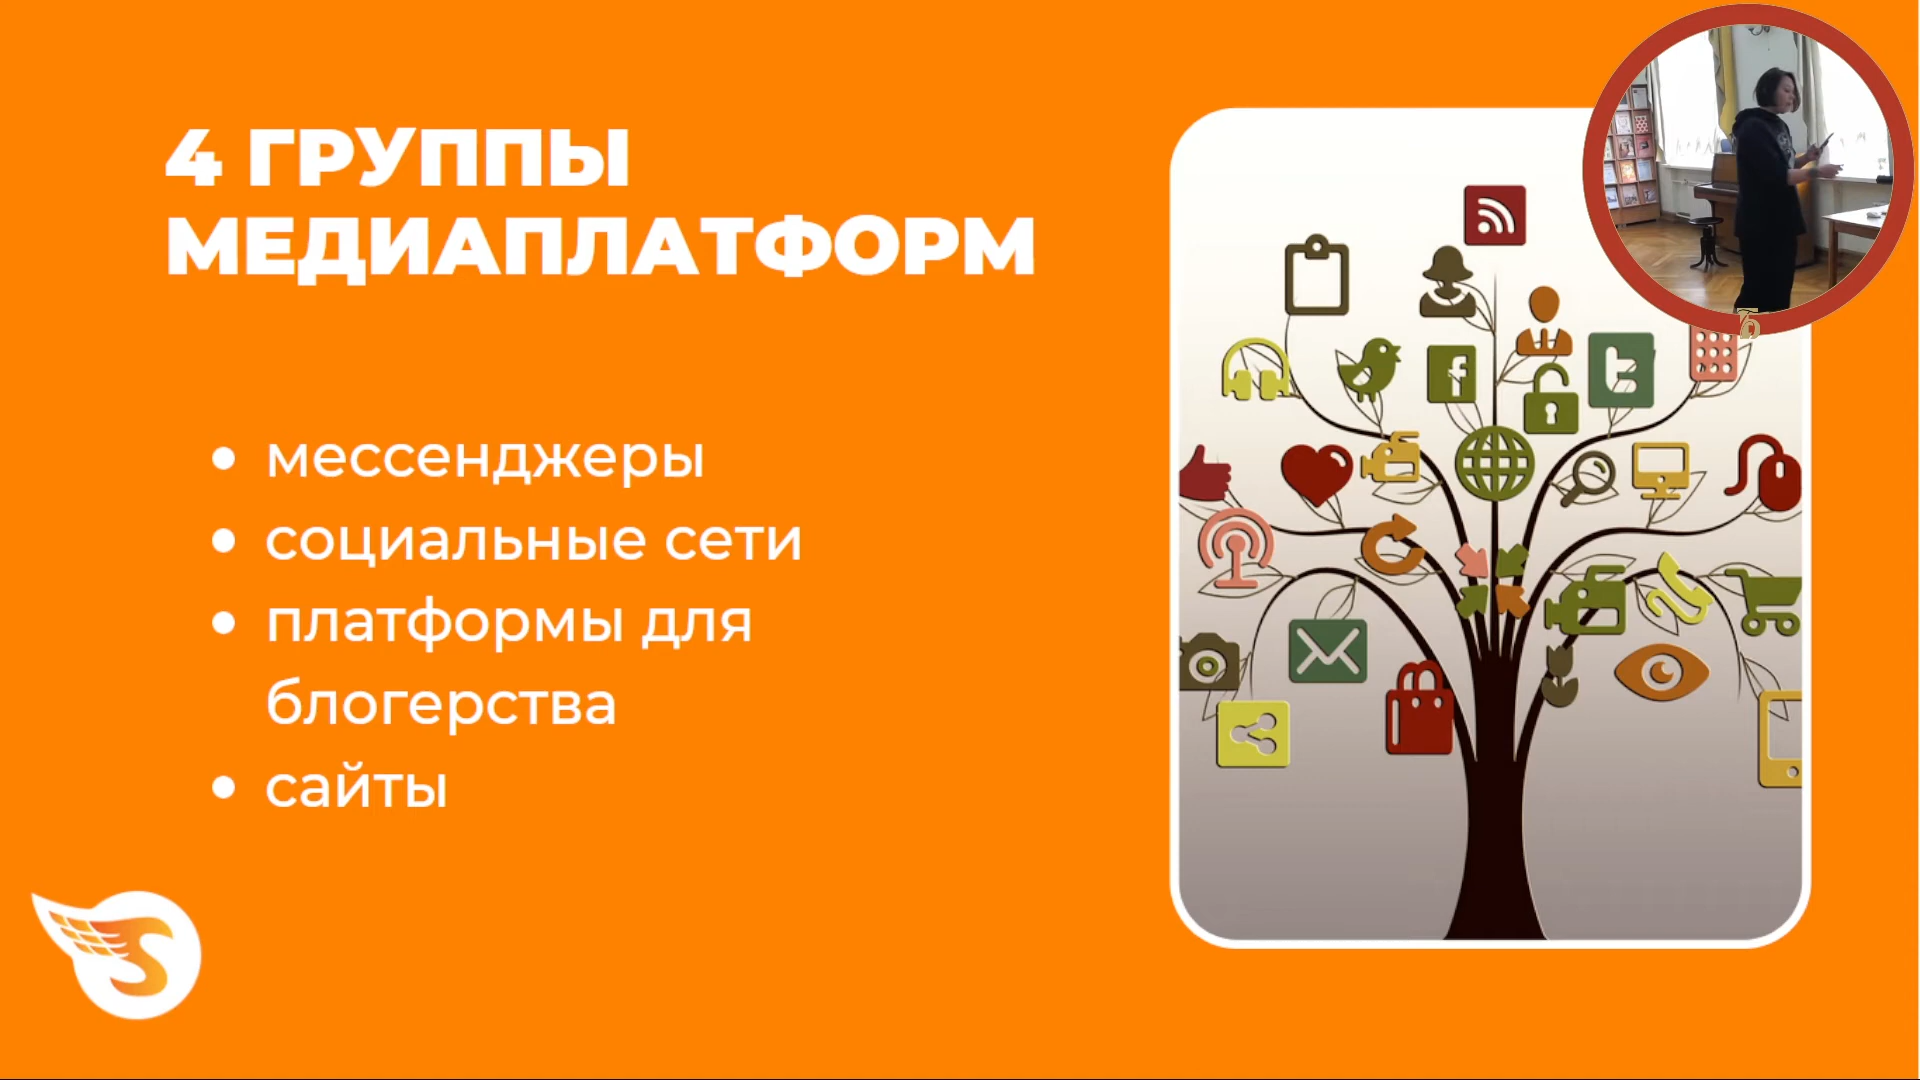 4 ГРУППЫ
МЕДИАПЛАТФОРМ
мессенджеры
социальные сети
платформы для
блогерства
сайты